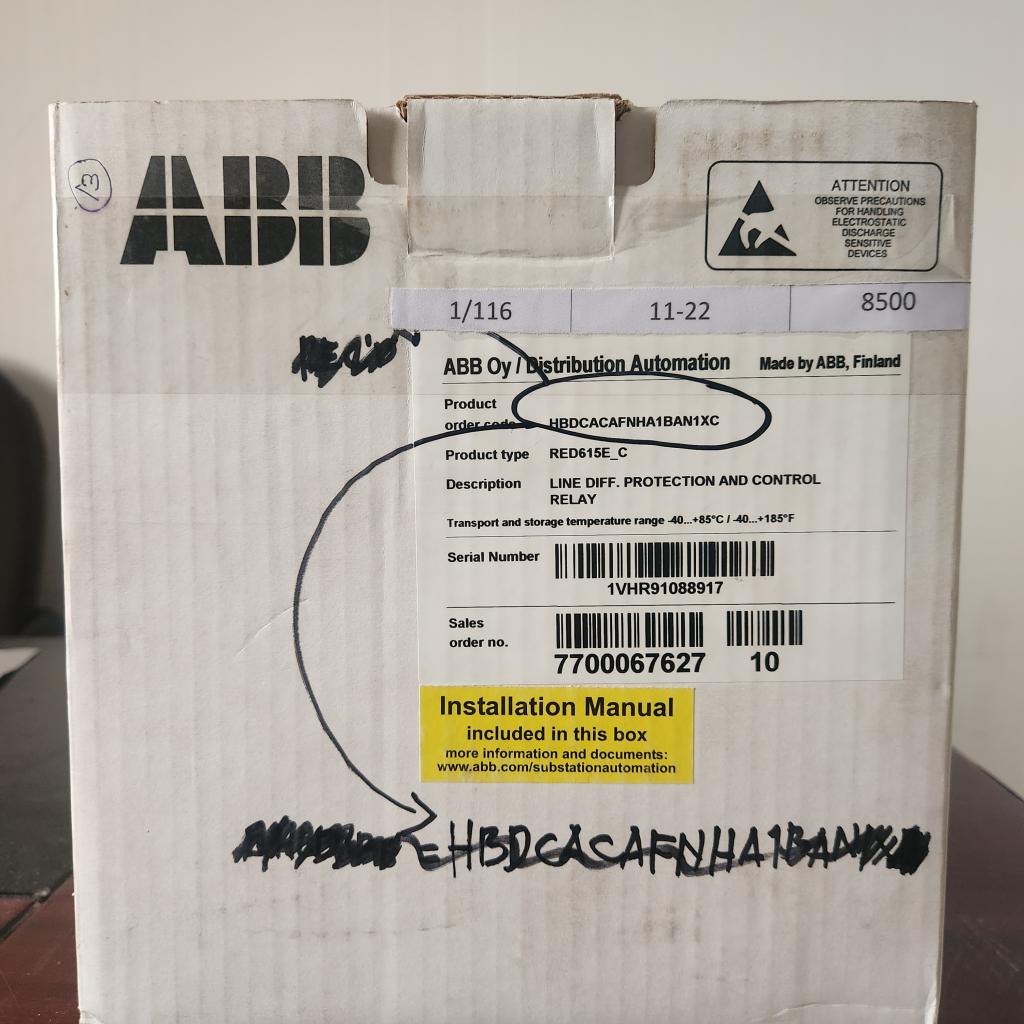 ABB
13
ATTENTION
OBSERVE PRECAUTIONS
FOR HANDLING
ELECTROSTATIC
DISCHARGE
SENSITIVE
DEVICES
1/116 11-22 8500
ABB Oy / Distribution Automation Made by ABB, Finland
Product
order code HBDCACAFNHA1BAN1XC
Product type RED615E_C
Description LINE DIFF. PROTECTION AND CONTROL
RELAY
Transport and storage temperature range -40...+85°C / -40...+185°F
Serial Number
1VHR91088917
Sales
order no.
7700067627 10
Installation Manual
included in this box
more information and documents:
www.abb.com/substationautomation
HBDCACAFNHA1BAN